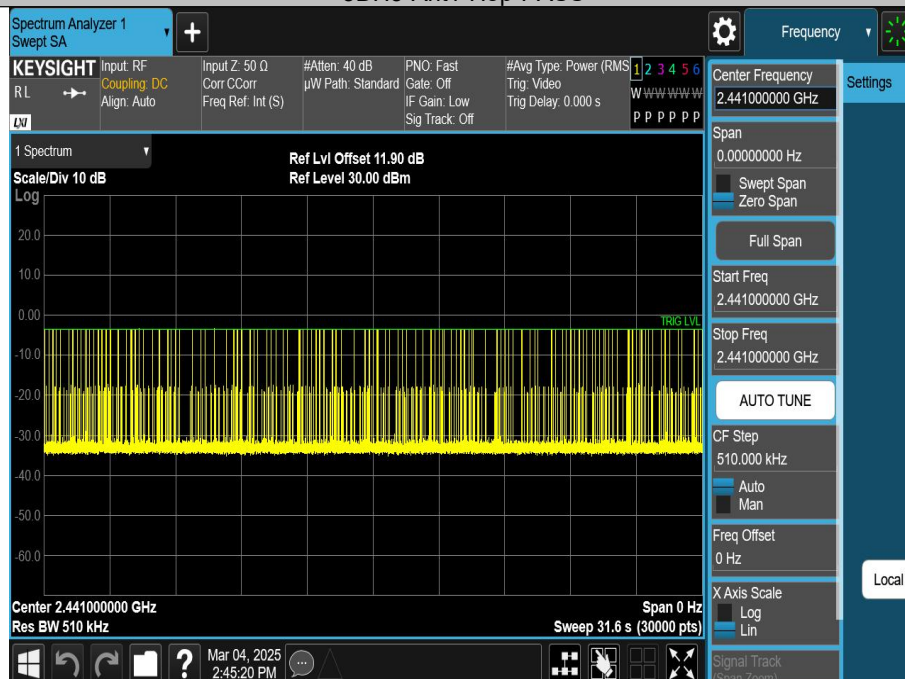 Spectrum Analyzer 1
Swept SA
Frequency
KEYSIGHT
RL
LXI
Input: RF
Coupling: DC
Align: Auto
Input Z: 50 Ω
Corr CCorr
Freq Ref: Int (S)
#Atten: 40 dB
µW Path: Standard
PNO: Fast
Gate: Off
IF Gain: Low
Sig Track: Off
#Avg Type: Power (RMS
Trig: Video
Trig Delay: 0.000 s
1 2 3 4 5 6
W W W W W W
P P P P P P
1 Spectrum
Scale/Div 10 dB
Ref Lvl Offset 11.90 dB
Ref Level 30.00 dBm
Log
20.0
10.0
0.00
TRIG LVL
-10.0
-20.0
-30.0
-40.0
-50.0
-60.0
Center 2.441000000 GHz
Span 0 Hz
Res BW 510 kHz
Sweep 31.6 s (30000 pts)
Center Frequency
2.441000000 GHz
Settings
Span
0.00000000 Hz
Swept Span
Zero Span
Full Span
Start Freq
2.441000000 GHz
Stop Freq
2.441000000 GHz
AUTO TUNE
CF Step
510.000 kHz
Auto
Man
Freq Offset
0 Hz
Local
X Axis Scale
Log
Lin
Signal Track
(Span Zoom)
?
Mar 04, 2025
2:45:20 PM